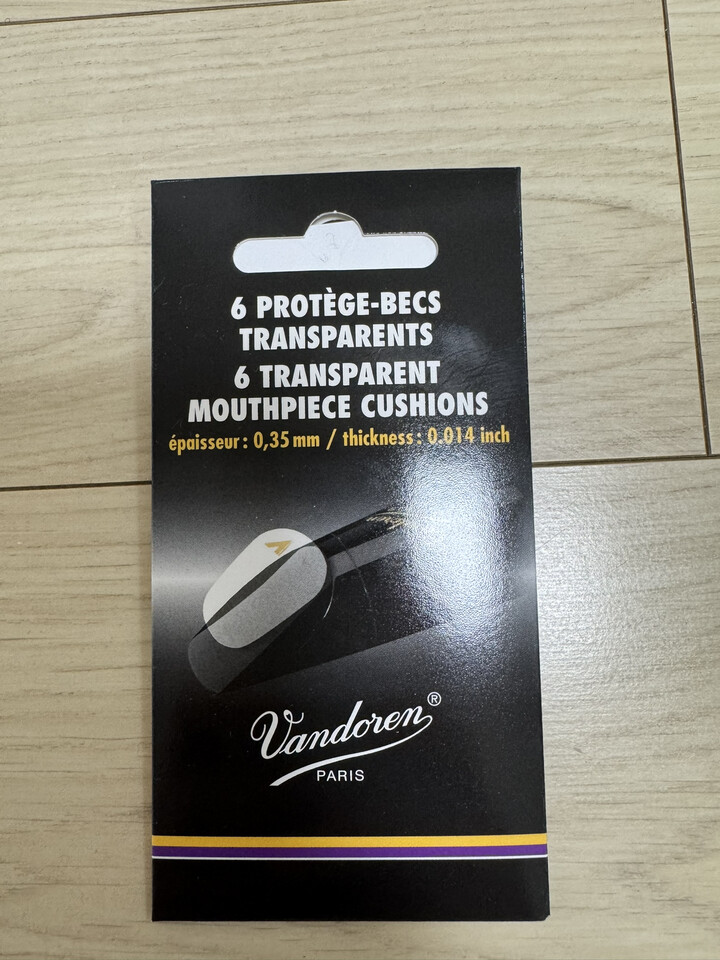 6 PROTÈGE-BECS
TRANSPARENTS
6 TRANSPARENT
MOUTHPIECE CUSHIONS
épaisseur : 0,35 mm / thickness : 0.014 inch
Vandoren®
PARIS